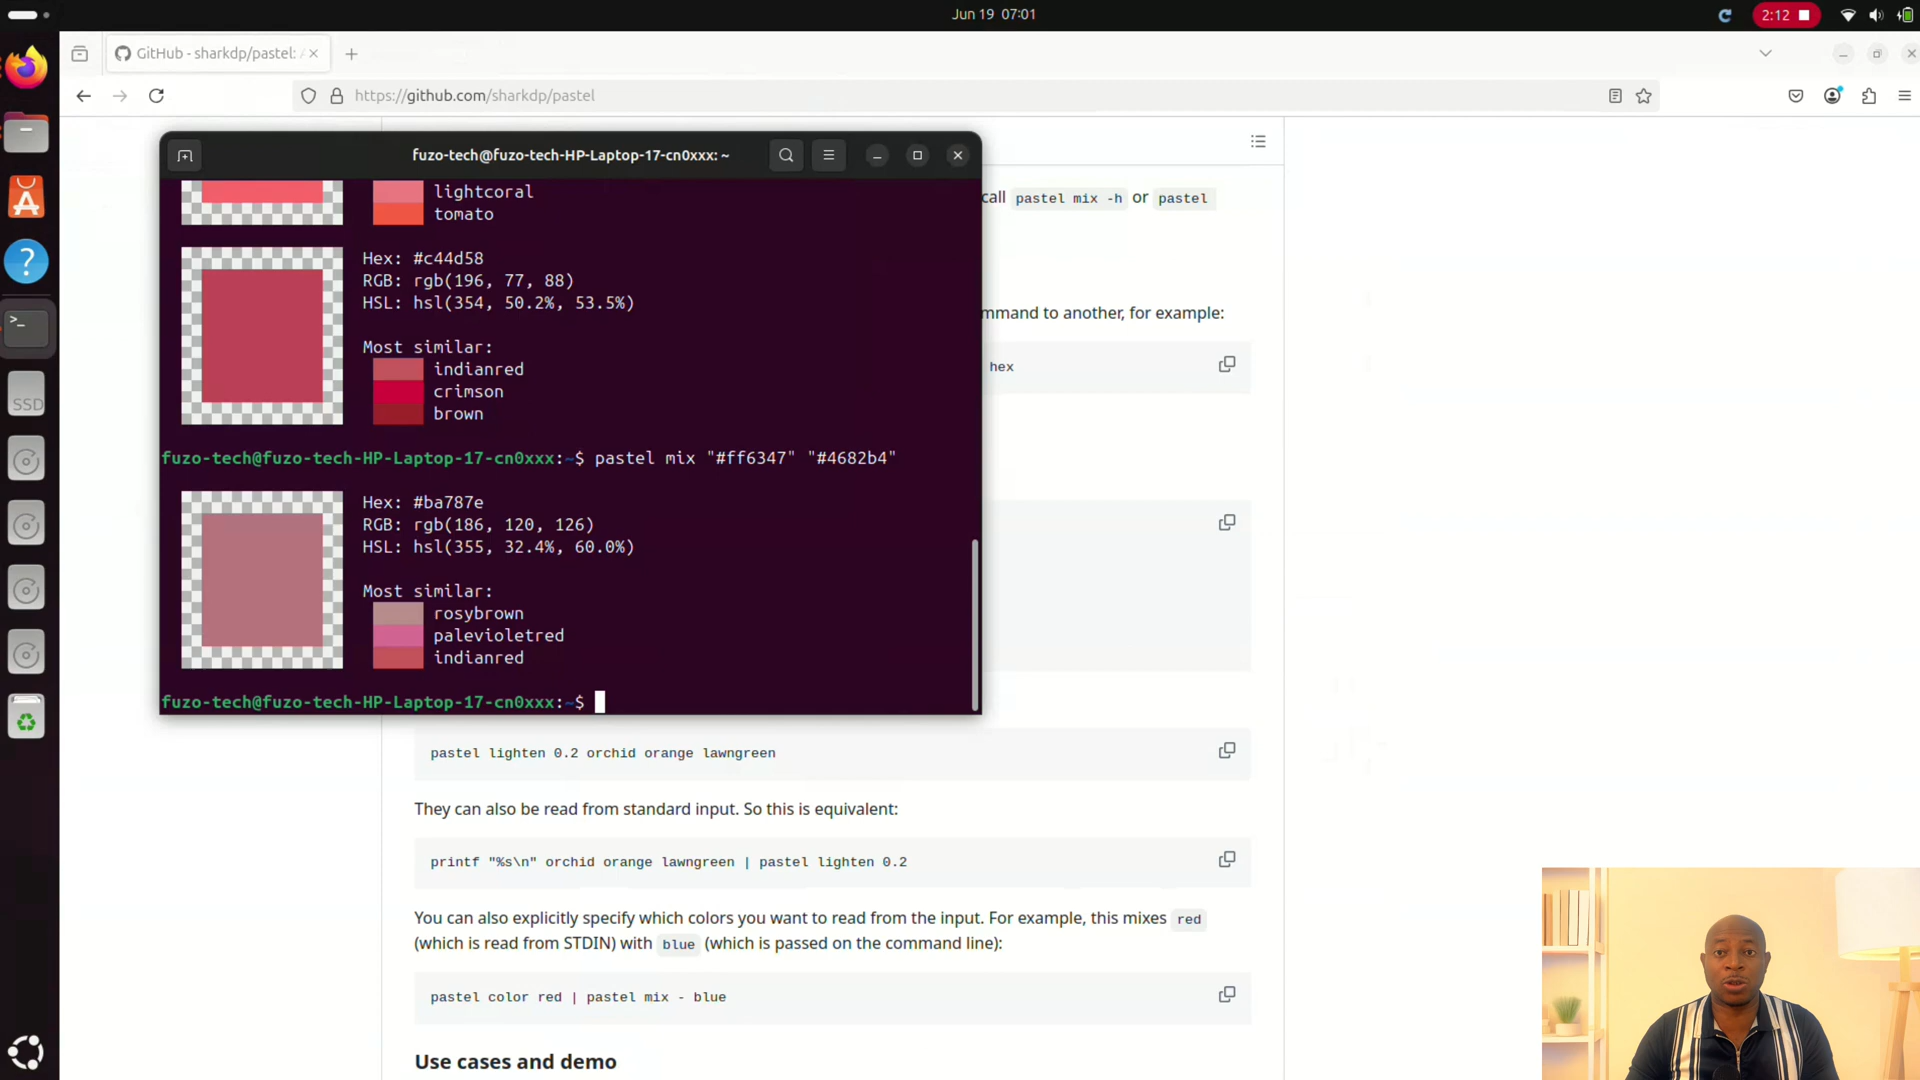 Jun 19 07:01
2:12
GitHub - sharkdp/pastel: A
https://github.com/sharkdp/pastel
fuzo-tech@fuzo-tech-HP-Laptop-17-cn0xxx: ~
lightcoral
tomato
Hex: #c44d58
RGB: rgb(196, 77, 88)
HSL: hsl(354, 50.2%, 53.5%)
Most similar:
indianred
crimson
brown
fuzo-tech@fuzo-tech-HP-Laptop-17-cn0xxx:~$ pastel mix "#ff6347" "#4682b4"
Hex: #ba787e
RGB: rgb(186, 120, 126)
HSL: hsl(355, 32.4%, 60.0%)
Most similar:
rosybrown
palevioletred
indianred
fuzo-tech@fuzo-tech-HP-Laptop-17-cn0xxx:~$
call pastel mix -h or pastel
mmand to another, for example:
hex
pastel lighten 0.2 orchid orange lawngreen
They can also be read from standard input. So this is equivalent:
printf "%s\n" orchid orange lawngreen | pastel lighten 0.2
You can also explicitly specify which colors you want to read from the input. For example, this mixes red
(which is read from STDIN) with blue (which is passed on the command line):
pastel color red | pastel mix - blue
Use cases and demo
SSD